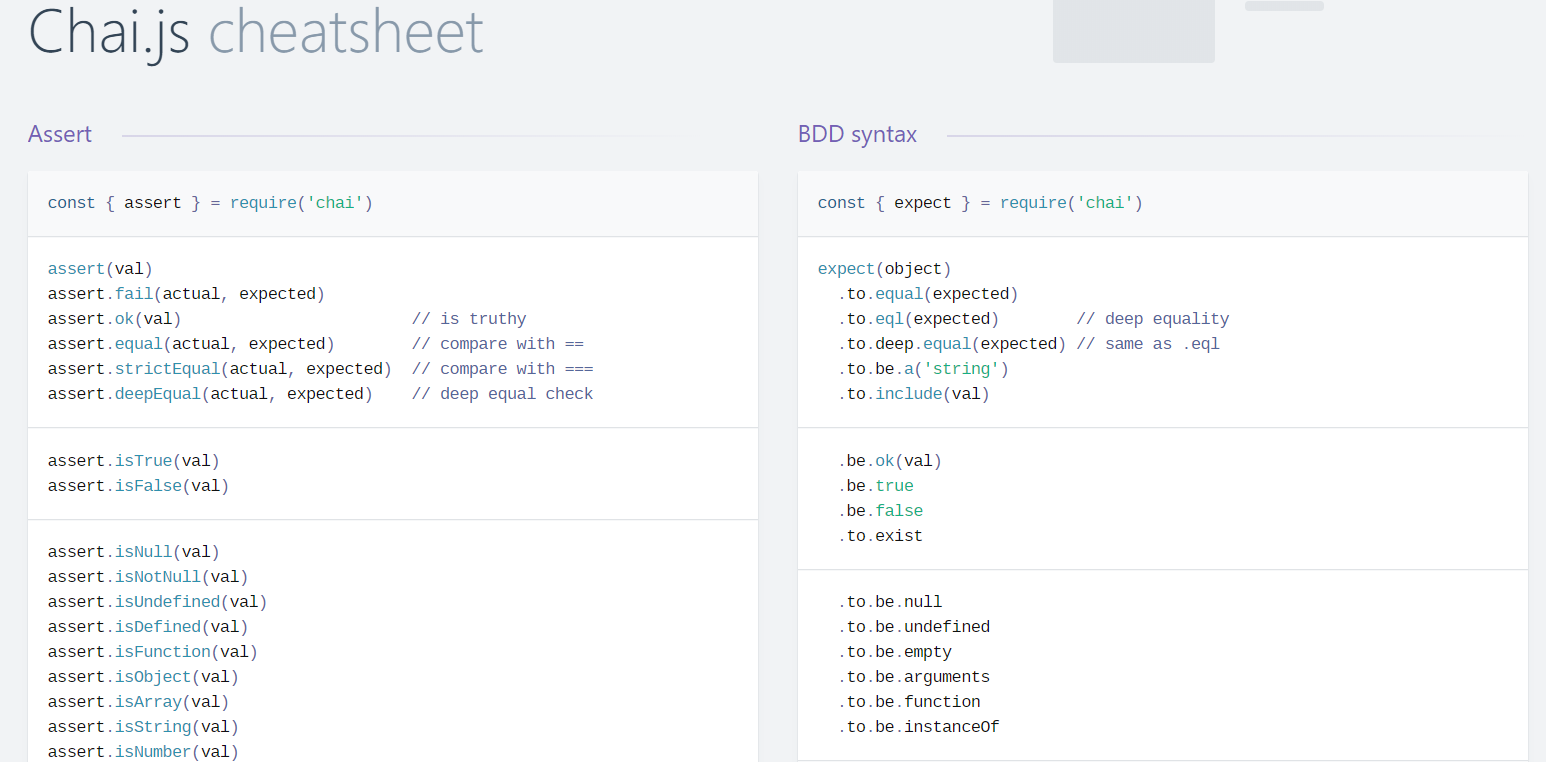 Chai.js cheatsheet
Assert
const { assert } = require('chai')
assert(val)
assert.fail(actual, expected)
assert.ok(val)                        // is truthy
assert.equal(actual, expected)        // compare with ==
assert.strictEqual(actual, expected)  // compare with ===
assert.deepEqual(actual, expected)    // deep equal check
assert.isTrue(val)
assert.isFalse(val)
assert.isNull(val)
assert.isNotNull(val)
assert.isUndefined(val)
assert.isDefined(val)
assert.isFunction(val)
assert.isObject(val)
assert.isArray(val)
assert.isString(val)
assert.isNumber(val)
BDD syntax
const { expect } = require('chai')
expect(object)
  .to.equal(expected)
  .to.eql(expected)        // deep equality
  .to.deep.equal(expected) // same as .eql
  .to.be.a('string')
  .to.include(val)
  .be.ok(val)
  .be.true
  .be.false
  .to.exist
  .to.be.null
  .to.be.undefined
  .to.be.empty
  .to.be.arguments
  .to.be.function
  .to.be.instanceOf